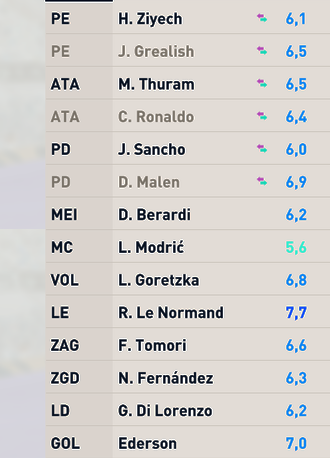 PE H. Ziyech 6,1
PE J. Grealish 6,5
ATA M. Thuram 6,5
ATA C. Ronaldo 6,4
PD J. Sancho 6,0
PD D. Malen 6,9
MEI D. Berardi 6,2
MC L. Modrić 5,6
VOL L. Goretzka 6,8
LE R. Le Normand 7,7
ZAG F. Tomori 6,6
ZGD N. Fernández 6,3
LD G. Di Lorenzo 6,2
GOL Ederson 7,0